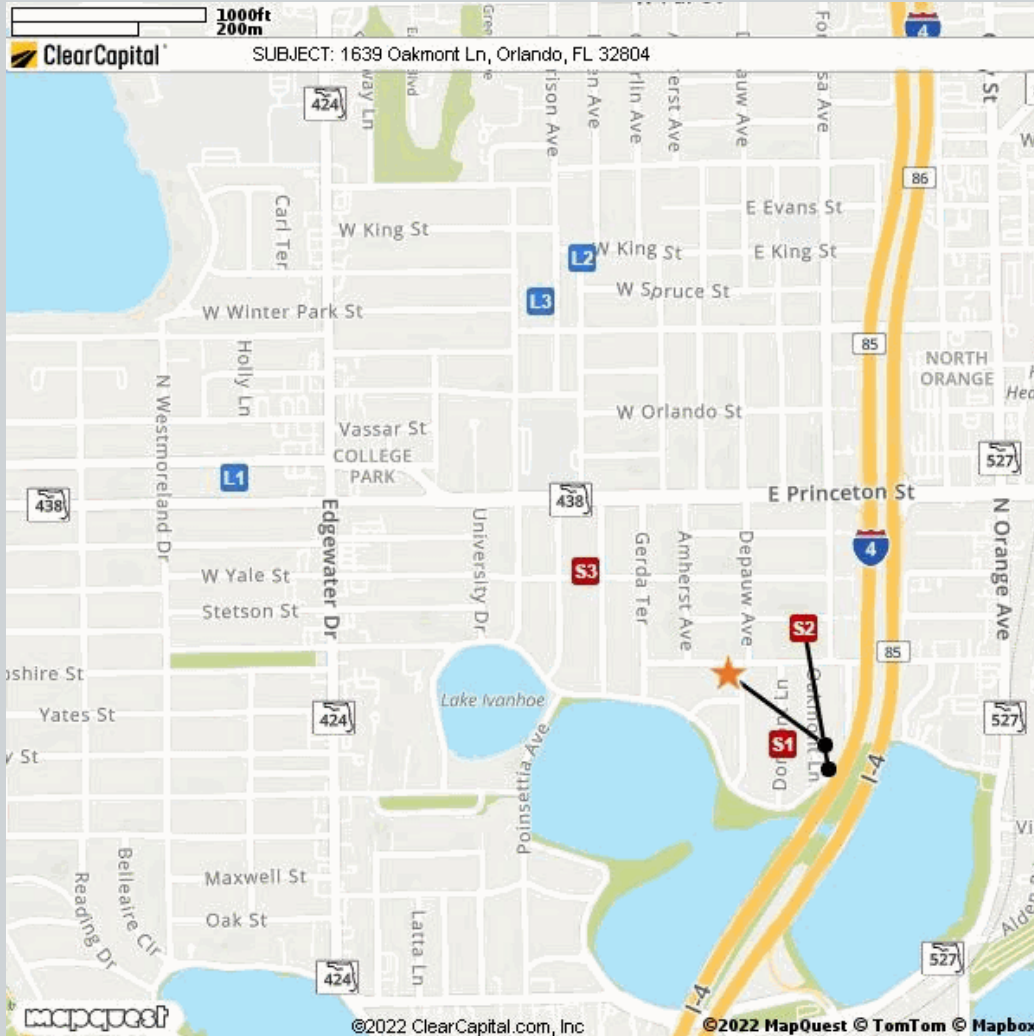 1000ft
200m
4
ClearCapital
SUBJECT: 1639 Oakmont Ln, Orlando, FL 32804
424
86
E Evans St
Carl Ter
W King St
L2
W King St
E King St
L3
W Spruce St
W Winter Park St
85
Holly Ln
NORTH
ORANGE
N Westmoreland Dr
W Orlando St
Vassar St
COLLEGE
PARK
527
L1
438
438
E Princeton St
Edgewater Dr
University Dr
Gerda Ter
Amherst Ave
Depauw Ave
4
N Orange Ave
S3
W Yale St
Stetson St
S2
85
Lake Ivanhoe
Yates St
424
S1
Oakmont Ln
527
I-4
Poinsettia Ave
Maxwell St
Belleaire Cir
Reading Dr
Oak St
Latta Ln
424
527
I-4
mapquest
©2022 ClearCapital.com, Inc
©2022 MapQuest © TomTom © Mapbox